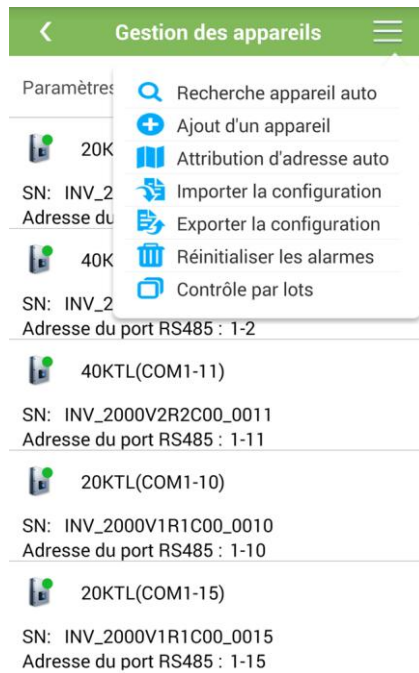 Gestion des appareils
Paramètres
Recherche appareil auto
Ajout d'un appareil
Attribution d'adresse auto
Importer la configuration
Exporter la configuration
Réinitialiser les alarmes
Contrôle par lots
20K
SN: INV_2
Adresse du
40K
SN: INV_2
Adresse du port RS485 : 1-2
40KTL(COM1-11)
SN: INV_2000V2R2C00_0011
Adresse du port RS485 : 1-11
20KTL(COM1-10)
SN: INV_2000V1R1C00_0010
Adresse du port RS485 : 1-10
20KTL(COM1-15)
SN: INV_2000V1R1C00_0015
Adresse du port RS485 : 1-15